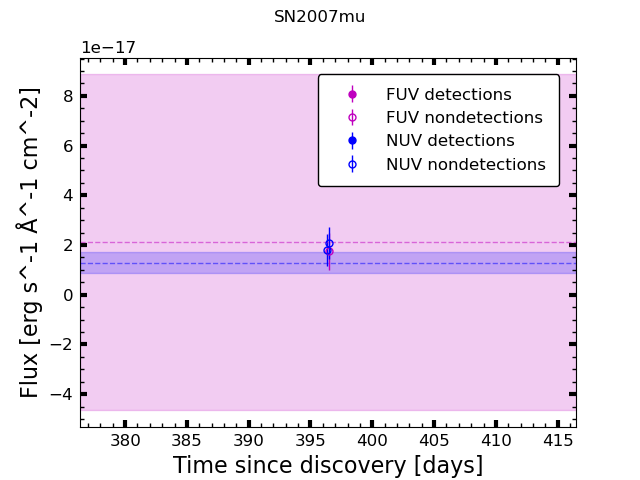 SN2007mu
1e−17
8
6
4
2
0
−2
−4
FUV detections
FUV nondetections
NUV detections
NUV nondetections
380
385
390
395
400
405
410
415
Time since discovery [days]
Flux [erg s^-1 Å^-1 cm^-2]